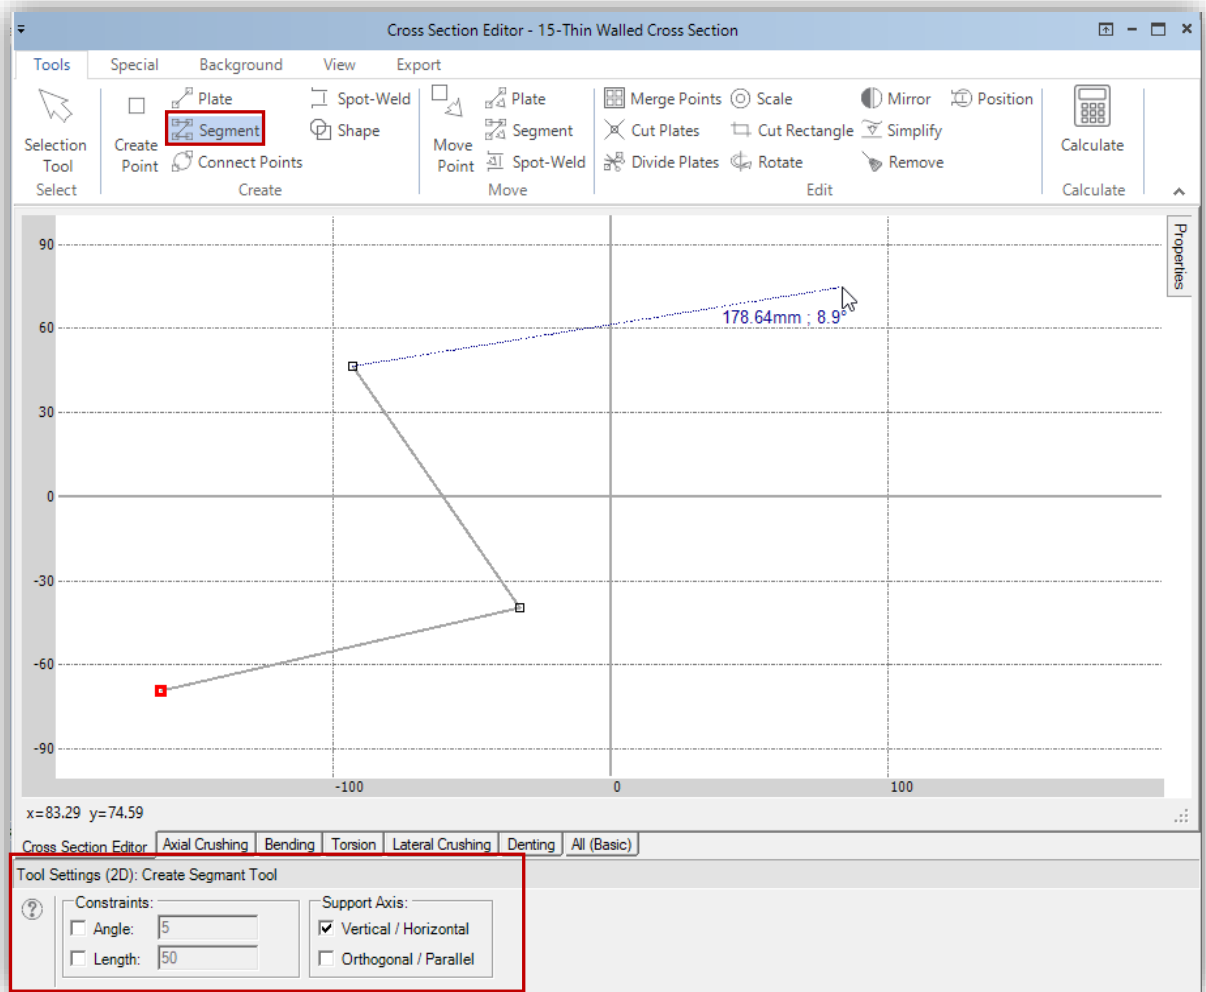 Cross Section Editor - 15-Thin Walled Cross Section
Tools Special Background View Export
Plate Spot-Weld Plate Merge Points Scale Mirror Position
Segment Shape Segment Cut Plates Cut Rectangle Simplify
Selection Tool Create Point Connect Points Move Point Spot-Weld Divide Plates Rotate Remove Calculate
Select Create Move Edit Calculate
Properties
90
178.64mm ; 8.9°
60
30
0
-30
-60
-90
-100 0 100
x=83.29 y=74.59
Cross Section Editor Axial Crushing Bending Torsion Lateral Crushing Denting All (Basic)
Tool Settings (2D): Create Segmant Tool
Constraints: Support Axis:
Angle: 5 Vertical / Horizontal
Length: 50 Orthogonal / Parallel